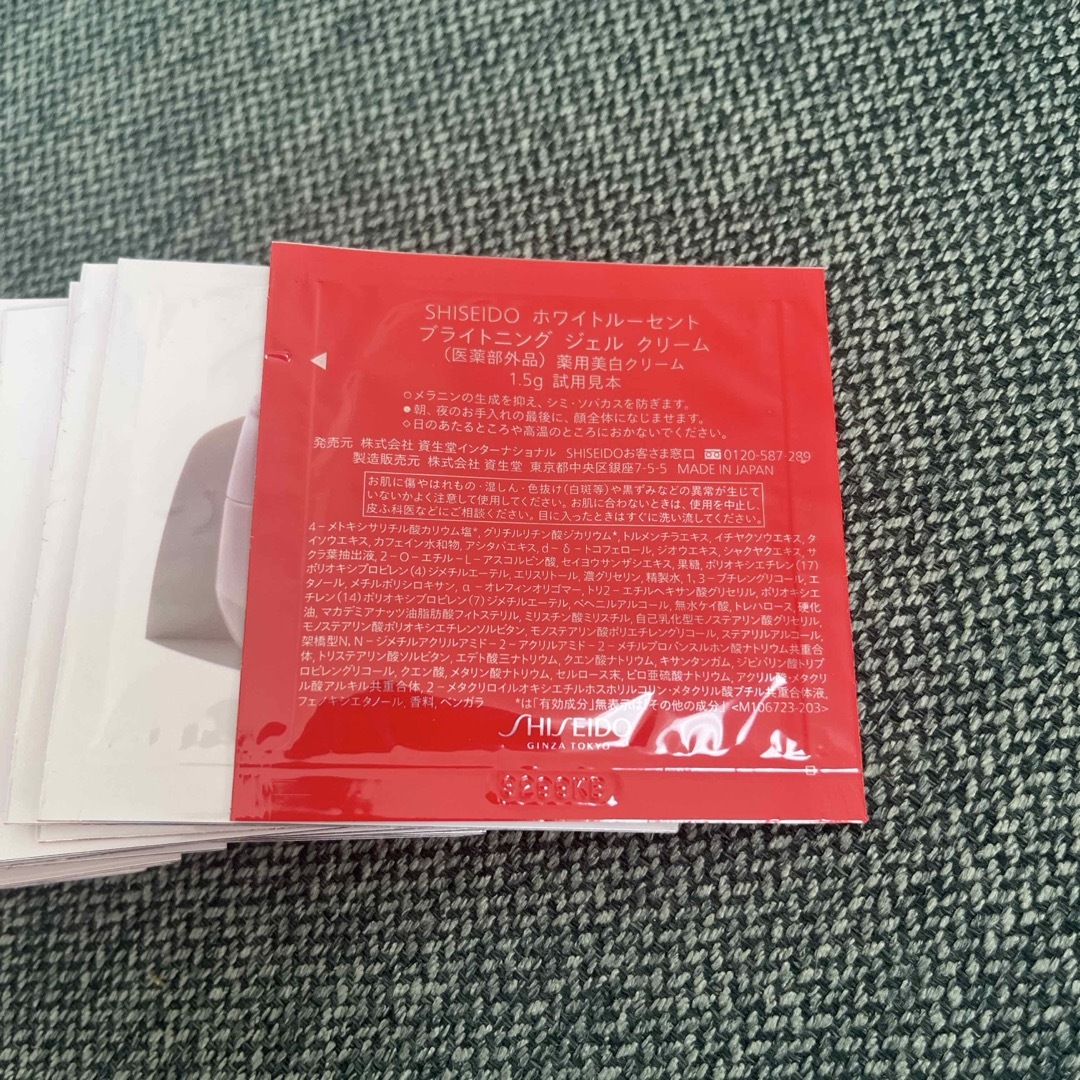 SHISEIDO ホワイトルーセント
ブライトニング ジェル クリーム
（医薬部外品）薬用美白クリーム
1.5g 試用見本
○メラニンの生成を抑え、シミ・ソバカスを防ぎます。
●朝、夜のお手入れの最後に、顔全体になじませます。
◇日のあたるところや高温のところにおかないでください。
発売元 株式会社 資生堂インターナショナル SHISEIDOお客さま窓口 0120-587-289
製造販売元 株式会社 資生堂 東京都中央区銀座7-5-5 MADE IN JAPAN
お肌に傷やはれもの・湿しん・色抜け(白斑等)や黒ずみなどの異常が生じて
いないかよく注意して使用してください。お肌に合わないときは、使用を中止し、
皮ふ科医などにご相談ください。目に入ったときはすぐに洗い流してください。
4－メトキシサリチル酸カリウム塩*, グリチルリチン酸ジカリウム*, トルメンチラエキス, イチヤクソウエキス, タ
イソウエキス, カフェイン水和物, アシタバエキス, d－δ－トコフェロール, ジオウエキス, シャクヤクエキス, サ
クラ葉抽出液, 2－O－エチル－L－アスコルビン酸, セイヨウサンザシエキス, 果糖, ポリオキシエチレン(17)
ポリオキシプロピレン(4)ジメチルエーテル, エリスリトール, 濃グリセリン, 精製水, 1,3－ブチレングリコール, エ
タノール, メチルポリシロキサン, α－オレフィンオリゴマー, トリ2－エチルヘキサン酸グリセリル, ポリオキシエ
チレン(14)ポリオキシプロピレン(7)ジメチルエーテル, ベヘニルアルコール, 無水ケイ酸, トレハロース, 硬化
油, マカデミアナッツ油脂肪酸フィトステリル, ミリスチン酸ミリスチル, 自己乳化型モノステアリン酸グリセリル,
モノステアリン酸ポリオキシエチレンソルビタン, モノステアリン酸ポリエチレングリコール, ステアリルアルコール,
架橋型N,N－ジメチルアクリルアミド－2－アクリルアミド－2－メチルプロパンスルホン酸ナトリウム共重合
体, トリステアリン酸ソルビタン, エデト酸三ナトリウム, クエン酸ナトリウム, キサンタンガム, ジピバリン酸トリプ
ロピレングリコール, クエン酸, メタリン酸ナトリウム, セルロース末, ピロ亜硫酸ナトリウム, アクリル酸・メタクリ
ル酸アルキル共重合体, 2－メタクリロイルオキシエチルホスホリルコリン・メタクリル酸ブチル共重合体液,
フェノキシエタノール, 香料, ベンガラ *は「有効成分」無表示は「その他の成分」<M106723-203>
SHISEIDO
GINZA TOKYO